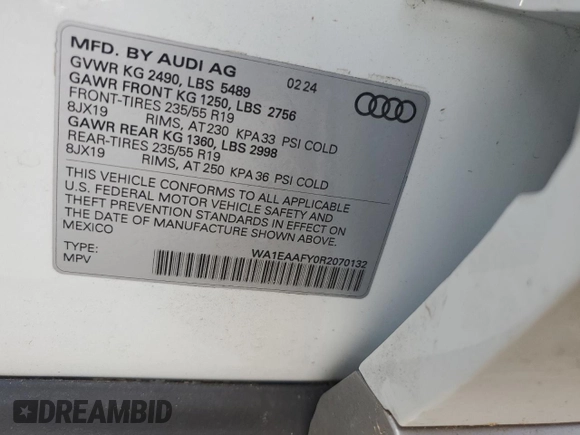 MFD. BY AUDI AG
GVWR KG 2490, LBS 5489 02 24
GAWR FRONT KG 1250, LBS 2756
FRONT-TIRES 235/55 R19
8JX19 RIMS, AT 230 KPA 33 PSI COLD
GAWR REAR KG 1360, LBS 2998
REAR-TIRES 235/55 R19
8JX19 RIMS, AT 250 KPA 36 PSI COLD
THIS VEHICLE CONFORMS TO ALL APPLICABLE
U.S. FEDERAL MOTOR VEHICLE SAFETY AND
THEFT PREVENTION STANDARDS IN EFFECT ON
THE DATE OF MANUFACTURE SHOWN ABOVE.
MEXICO
TYPE: WA1EAAFY0R2070132
MPV
DREAMBID